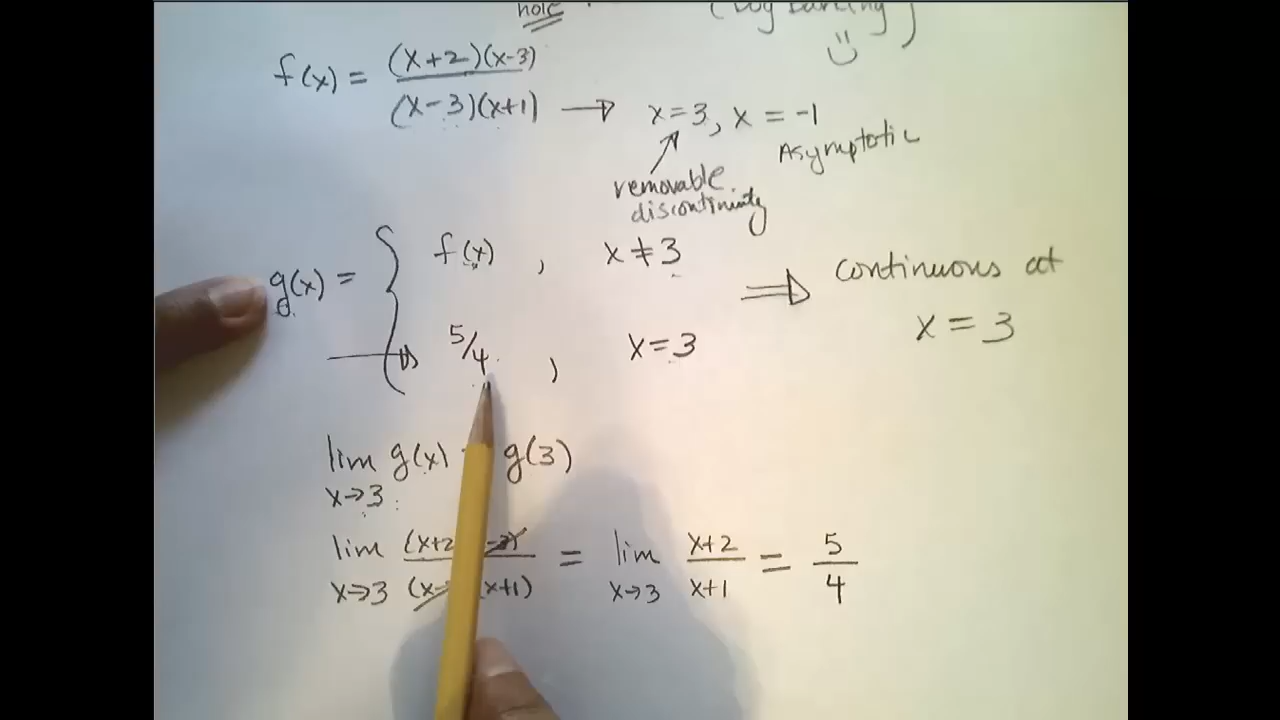 hole
f(x) = (x+2)(x-3)
(x-3)(x+1) → x=3, x = -1
Asymptotic
removable
discontinuity
g(x) = { f(x) , x ≠ 3
⇒ continuous at
x = 3
→ 5/4 , x=3
lim g(x) g(3)
x→3
lim (x+2 = lim x+2 = 5
x→3 (x- (x+1) x→3 x+1 4